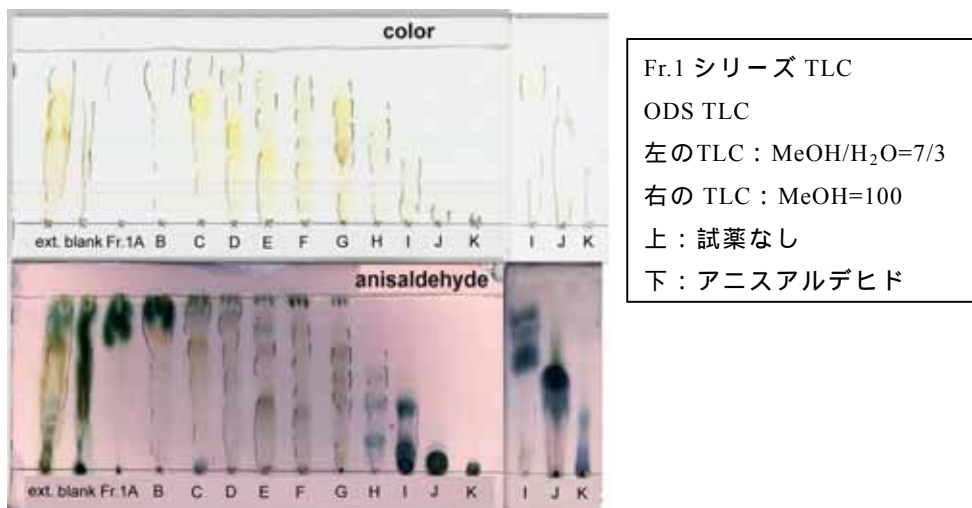 color
ext. blank Fr.1A B C D E F G H I J K
I J K
anisaldehyde
ext. blank Fr.1A B C D E F G H I J K
I J K
Fr.1 シリーズ TLC
ODS TLC
左のTLC：MeOH/H₂O=7/3
右の TLC：MeOH=100
上：試薬なし
下：アニスアルデヒド